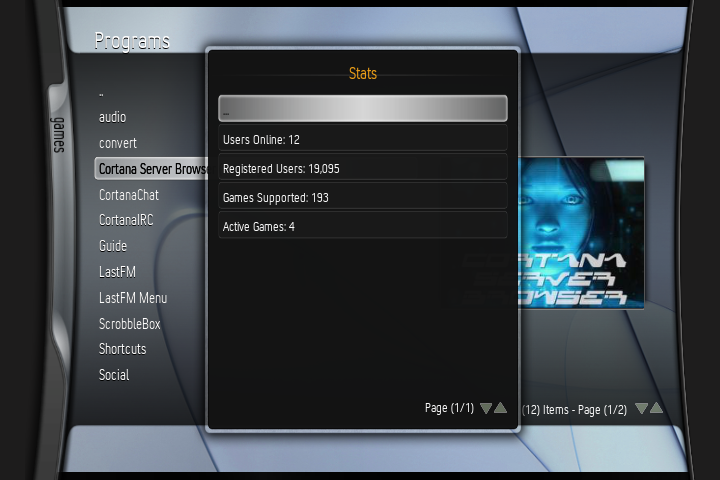 Programs
games
..
audio
convert
Cortana Server Browse
CortanaChat
CortanaIRC
Guide
LastFM
LastFM Menu
ScrobbleBox
Shortcuts
Social
Stats
..
Users Online: 12
Registered Users: 19,095
Games Supported: 193
Active Games: 4
Page (1/1)
CORTANA
SERVER
BROWSER
(12) Items - Page (1/2)